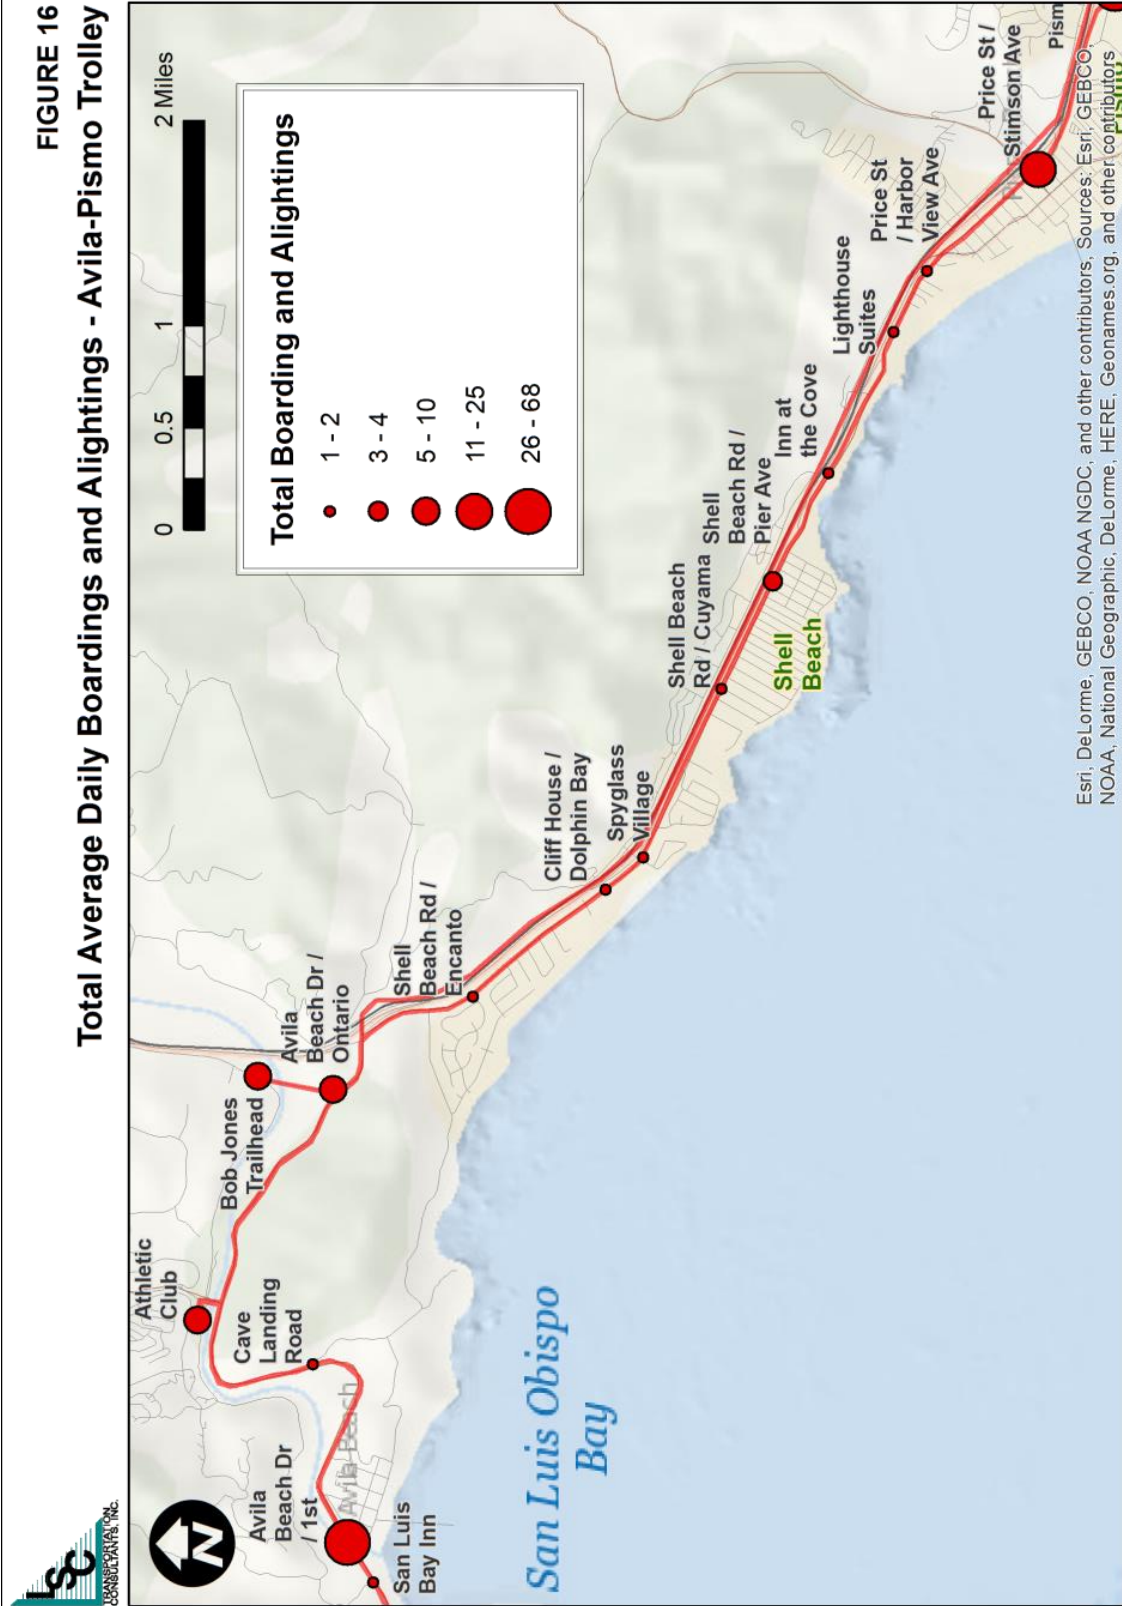 LSC
TRANSPORTATION
CONSULTANTS, INC.
FIGURE 16
Total Average Daily Boardings and Alightings - Avila-Pismo Trolley
N
0
0.5
1
2 Miles
Total Boarding and Alightings
1 - 2
3 - 4
5 - 10
11 - 25
26 - 68
San Luis
Bay Inn
Avila
Beach Dr
/ 1st
Avila Beach
Cave
Landing
Road
Athletic
Club
Bob Jones
Trailhead
Avila
Beach Dr /
Ontario
Shell
Beach Rd /
Encanto
Cliff House /
Dolphin Bay
Spyglass
Village
Shell Beach
Rd / Cuyama
Shell
Beach
Shell
Beach Rd /
Pier Ave
Inn at
the Cove
Lighthouse
Suites
Price St
/ Harbor
View Ave
Price St /
Stimson Ave
Pism
San Luis Obispo
Bay
Esri, DeLorme, GEBCO, NOAA NGDC, and other contributors, Sources: Esri, GEBCO,
NOAA, National Geographic, DeLorme, HERE, Geonames.org, and other contributors